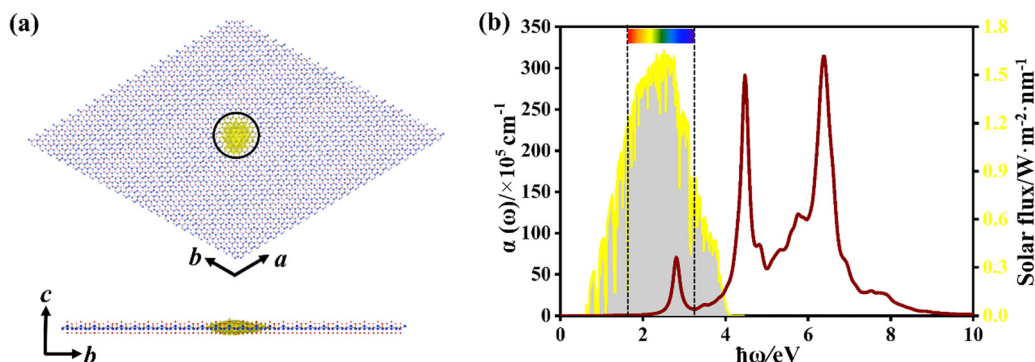 (a)
b
a
c
b
(b)
α (ω)/×10⁵ cm⁻¹
350
300
250
200
150
100
50
0
0
2
4
6
8
10
ħω/eV
1.8
1.5
1.2
0.9
0.6
0.3
0.0
Solar flux/W·m⁻²·nm⁻¹